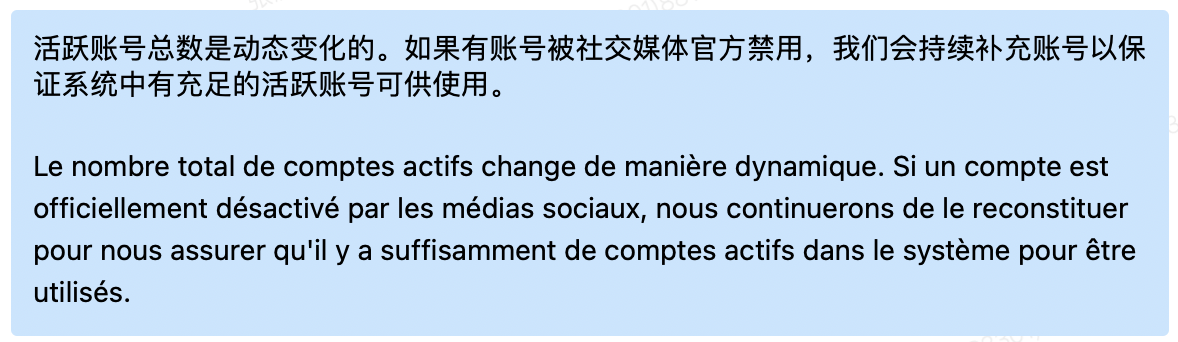 活跃账号总数是动态变化的。如果有账号被社交媒体官方禁用，我们会持续补充账号以保
证系统中有充足的活跃账号可供使用。
Le nombre total de comptes actifs change de manière dynamique. Si un compte est
officiellement désactivé par les médias sociaux, nous continuerons de le reconstituer
pour nous assurer qu'il y a suffisamment de comptes actifs dans le système pour être
utilisés.